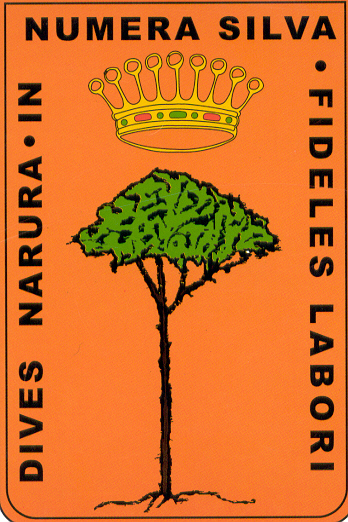 DIVES NARURA • IN
NUMERA SILVA
• FIDELES LABORI